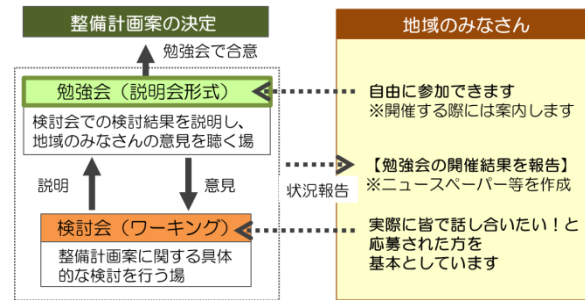 整備計画案の決定
勉強会で合意
勉強会（説明会形式）
検討会での検討結果を説明し、
地域のみなさんの意見を聴く場
説明
意見
検討会（ワーキング）
整備計画案に関する具体
的な検討を行う場
状況報告
地域のみなさん
自由に参加できます
※開催する際には案内します
【勉強会の開催結果を報告】
※ニュースペーパー等を作成
実際に皆で話し合いたい！と
応募された方を
基本としています